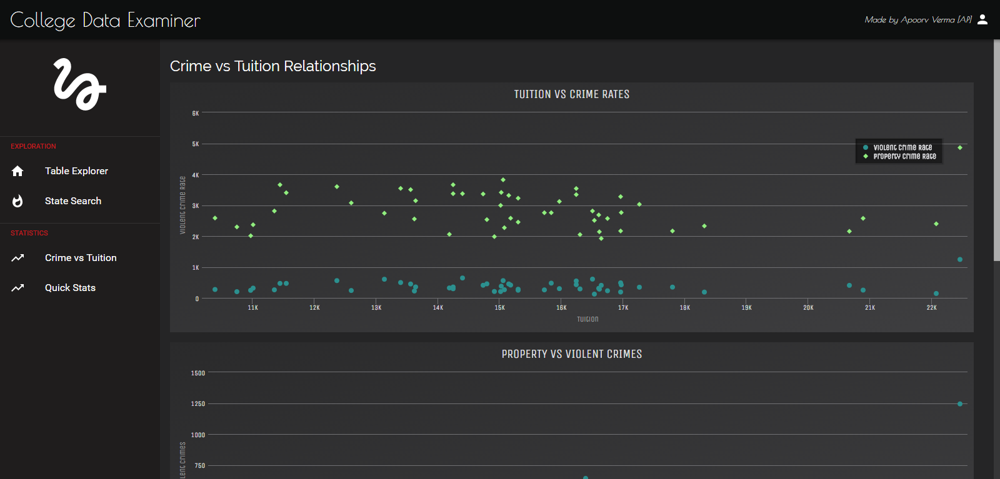 College Data Examiner
Made by Apoorv Verma [AP]
EXPLORATION
Table Explorer
State Search
STATISTICS
Crime vs Tuition
Quick Stats
Crime vs Tuition Relationships
TUITION VS CRIME RATES
6K
5K
4K
3K
2K
1K
0
Violent Crime Rate
Violent Crime Rate
Property Crime Rate
11K 12K 13K 14K 15K 16K 17K 18K 19K 20K 21K 22K
Tuition
PROPERTY VS VIOLENT CRIMES
1500
1250
1000
750
lent Crimes